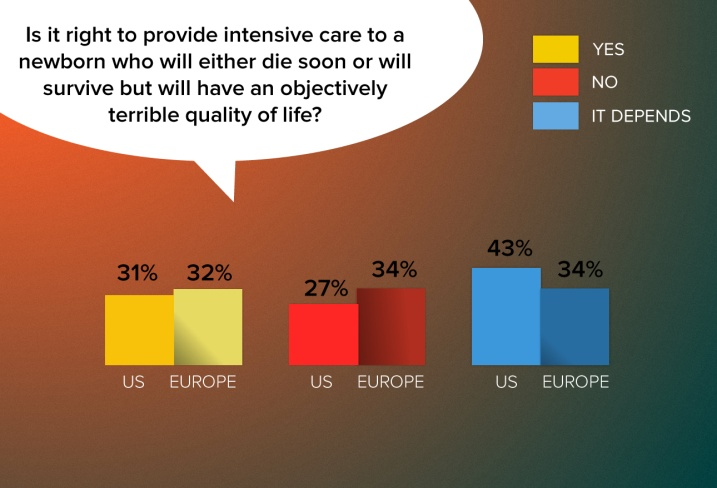 Is it right to provide intensive care to a
newborn who will either die soon or will
survive but will have an objectively
terrible quality of life?
YES
NO
IT DEPENDS
31% 32%
27% 34%
43% 34%
US EUROPE
US EUROPE
US EUROPE